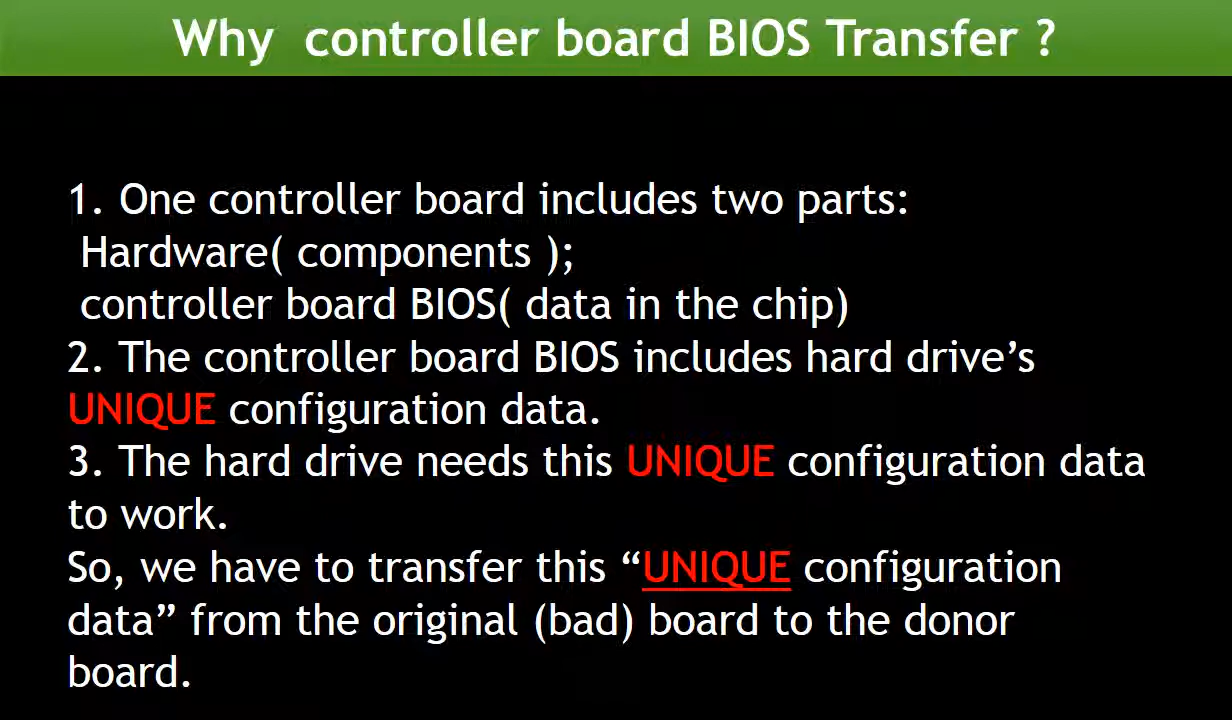 Why controller board BIOS Transfer ?
1. One controller board includes two parts:
Hardware( components );
controller board BIOS( data in the chip)
2. The controller board BIOS includes hard drive’s
UNIQUE configuration data.
3. The hard drive needs this UNIQUE configuration data
to work.
So, we have to transfer this “UNIQUE configuration
data” from the original (bad) board to the donor
board.